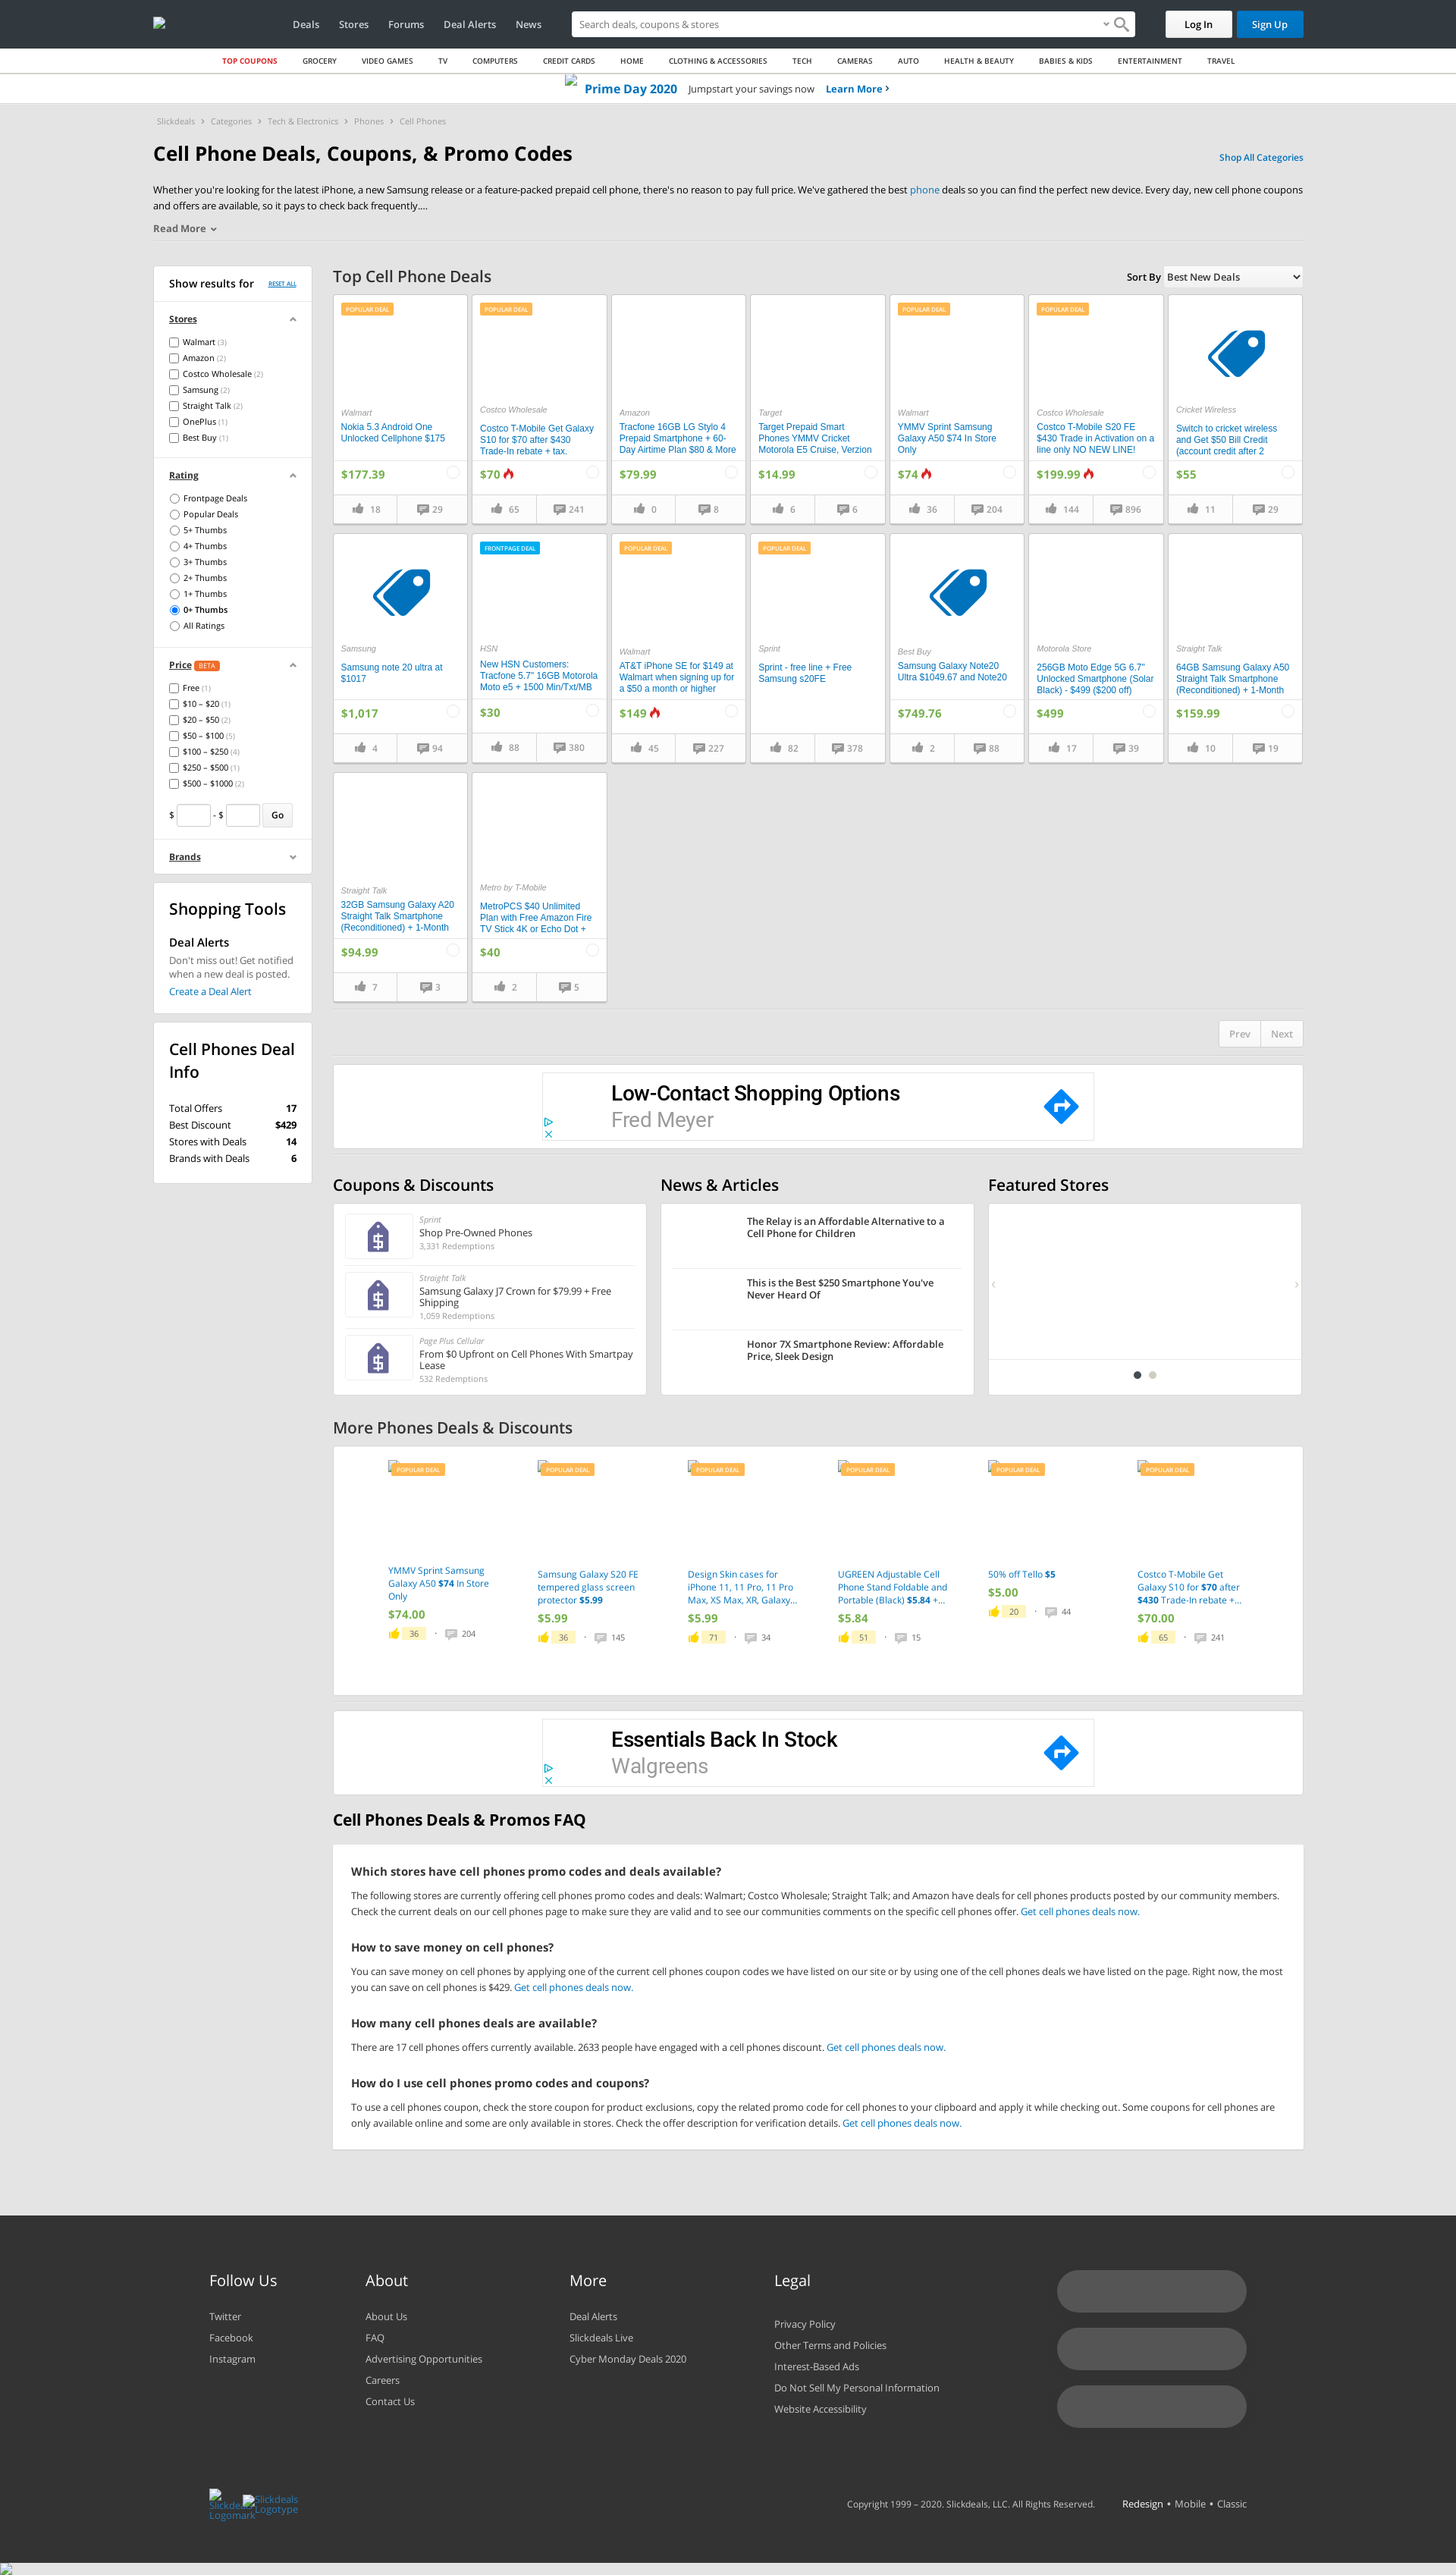 Deals Stores Forums Deal Alerts News
Search deals, coupons & stores
Log In Sign Up
TOP COUPONS GROCERY VIDEO GAMES TV COMPUTERS CREDIT CARDS HOME CLOTHING & ACCESSORIES TECH CAMERAS AUTO HEALTH & BEAUTY BABIES & KIDS ENTERTAINMENT TRAVEL
Prime Day 2020 Jumpstart your savings now Learn More
Slickdeals Categories Tech & Electronics Phones Cell Phones
Cell Phone Deals, Coupons, & Promo Codes
Shop All Categories
Whether you're looking for the latest iPhone, a new Samsung release or a feature-packed prepaid cell phone, there's no reason to pay full price. We've gathered the best phone deals so you can find the perfect new device. Every day, new cell phone coupons
and offers are available, so it pays to check back frequently....
Read More
Show results for RESET ALL
Stores
Walmart (3)
Amazon (2)
Costco Wholesale (2)
Samsung (2)
Straight Talk (2)
OnePlus (1)
Best Buy (1)
Rating
Frontpage Deals
Popular Deals
5+ Thumbs
4+ Thumbs
3+ Thumbs
2+ Thumbs
1+ Thumbs
0+ Thumbs
All Ratings
Price BETA
Free (1)
$10 – $20 (1)
$20 – $50 (2)
$50 – $100 (5)
$100 – $250 (4)
$250 – $500 (1)
$500 – $1000 (2)
$ - $ Go
Brands
Shopping Tools
Deal Alerts
Don't miss out! Get notified
when a new deal is posted.
Create a Deal Alert
Cell Phones Deal
Info
Total Offers 17
Best Discount $429
Stores with Deals 14
Brands with Deals 6
Top Cell Phone Deals
Sort By Best New Deals
POPULAR DEAL
Walmart
Nokia 5.3 Android One
Unlocked Cellphone $175
$177.39
18 29
POPULAR DEAL
Costco Wholesale
Costco T-Mobile Get Galaxy
S10 for $70 after $430
Trade-In rebate + tax.
$70
65 241
Amazon
Tracfone 16GB LG Stylo 4
Prepaid Smartphone + 60-
Day Airtime Plan $80 & More
$79.99
0 8
Target
Target Prepaid Smart
Phones YMMV Cricket
Motorola E5 Cruise, Verzion
$14.99
6 6
POPULAR DEAL
Walmart
YMMV Sprint Samsung
Galaxy A50 $74 In Store
Only
$74
36 204
POPULAR DEAL
Costco Wholesale
Costco T-Mobile S20 FE
$430 Trade in Activation on a
line only NO NEW LINE!
$199.99
144 896
Cricket Wireless
Switch to cricket wireless
and Get $50 Bill Credit
(account credit after 2
$55
11 29
Samsung
Samsung note 20 ultra at
$1017
$1,017
4 94
FRONTPAGE DEAL
HSN
New HSN Customers:
Tracfone 5.7" 16GB Motorola
Moto e5 + 1500 Min/Txt/MB
$30
88 380
POPULAR DEAL
Walmart
AT&T iPhone SE for $149 at
Walmart when signing up for
a $50 a month or higher
$149
45 227
POPULAR DEAL
Sprint
Sprint - free line + Free
Samsung s20FE
82 378
Best Buy
Samsung Galaxy Note20
Ultra $1049.67 and Note20
$749.76
2 88
Motorola Store
256GB Moto Edge 5G 6.7"
Unlocked Smartphone (Solar
Black) - $499 ($200 off)
$499
17 39
Straight Talk
64GB Samsung Galaxy A50
Straight Talk Smartphone
(Reconditioned) + 1-Month
$159.99
10 19
Straight Talk
32GB Samsung Galaxy A20
Straight Talk Smartphone
(Reconditioned) + 1-Month
$94.99
7 3
Metro by T-Mobile
MetroPCS $40 Unlimited
Plan with Free Amazon Fire
TV Stick 4K or Echo Dot +
$40
2 5
Prev Next
Low-Contact Shopping Options
Fred Meyer
Coupons & Discounts
Sprint
Shop Pre-Owned Phones
3,331 Redemptions
Straight Talk
Samsung Galaxy J7 Crown for $79.99 + Free
Shipping
1,059 Redemptions
Page Plus Cellular
From $0 Upfront on Cell Phones With Smartpay
Lease
532 Redemptions
News & Articles
The Relay is an Affordable Alternative to a
Cell Phone for Children
This is the Best $250 Smartphone You've
Never Heard Of
Honor 7X Smartphone Review: Affordable
Price, Sleek Design
Featured Stores
More Phones Deals & Discounts
POPULAR DEAL
YMMV Sprint Samsung
Galaxy A50 $74 In Store
Only
$74.00
36 · 204
POPULAR DEAL
Samsung Galaxy S20 FE
tempered glass screen
protector $5.99
$5.99
36 · 145
POPULAR DEAL
Design Skin cases for
iPhone 11, 11 Pro, 11 Pro
Max, XS Max, XR, Galaxy...
$5.99
71 · 34
POPULAR DEAL
UGREEN Adjustable Cell
Phone Stand Foldable and
Portable (Black) $5.84 +...
$5.84
51 · 15
POPULAR DEAL
50% off Tello $5
$5.00
20 · 44
POPULAR DEAL
Costco T-Mobile Get
Galaxy S10 for $70 after
$430 Trade-In rebate +...
$70.00
65 · 241
Essentials Back In Stock
Walgreens
Cell Phones Deals & Promos FAQ
Which stores have cell phones promo codes and deals available?
The following stores are currently offering cell phones promo codes and deals: Walmart; Costco Wholesale; Straight Talk; and Amazon have deals for cell phones products posted by our community members.
Check the current deals on our cell phones page to make sure they are valid and to see our communities comments on the specific cell phones offer. Get cell phones deals now.
How to save money on cell phones?
You can save money on cell phones by applying one of the current cell phones coupon codes we have listed on our site or by using one of the cell phones deals we have listed on the page. Right now, the most
you can save on cell phones is $429. Get cell phones deals now.
How many cell phones deals are available?
There are 17 cell phones offers currently available. 2633 people have engaged with a cell phones discount. Get cell phones deals now.
How do I use cell phones promo codes and coupons?
To use a cell phones coupon, check the store coupon for product exclusions, copy the related promo code for cell phones to your clipboard and apply it while checking out. Some coupons for cell phones are
only available online and some are only available in stores. Check the offer description for verification details. Get cell phones deals now.
Follow Us
Twitter
Facebook
Instagram
About
About Us
FAQ
Advertising Opportunities
Careers
Contact Us
More
Deal Alerts
Slickdeals Live
Cyber Monday Deals 2020
Legal
Privacy Policy
Other Terms and Policies
Interest-Based Ads
Do Not Sell My Personal Information
Website Accessibility
Slickdeals
Logomark
Slickdeals
Logotype
Copyright 1999 – 2020. Slickdeals, LLC. All Rights Reserved.
Redesign • Mobile • Classic